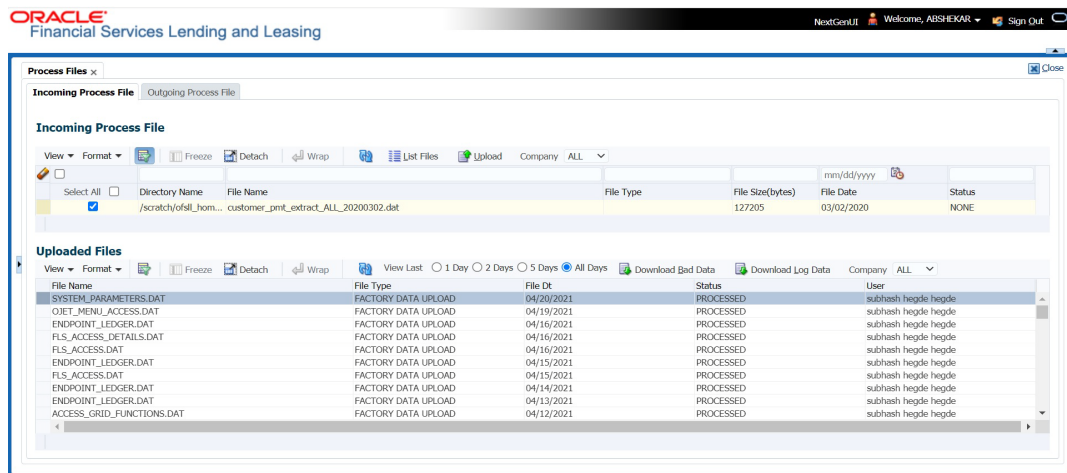 ORACLE®
Financial Services Lending and Leasing
NextGenUI Welcome, ABSHEKAR Sign Out
Process Files x Close
Incoming Process File Outgoing Process File
Incoming Process File
View Format Freeze Detach Wrap List Files Upload Company ALL
mm/dd/yyyy
Select All Directory Name File Name File Type File Size(bytes) File Date Status
/scratch/ofsll_hom... customer_pmt_extract_ALL_20200302.dat 127205 03/02/2020 NONE
Uploaded Files
View Format Freeze Detach Wrap View Last 1 Day 2 Days 5 Days All Days Download Bad Data Download Log Data Company ALL
File Name File Type File Dt Status User
SYSTEM_PARAMETERS.DAT FACTORY DATA UPLOAD 04/20/2021 PROCESSED subhash hegde hegde
OJET_MENU_ACCESS.DAT FACTORY DATA UPLOAD 04/19/2021 PROCESSED subhash hegde hegde
ENDPOINT_LEDGER.DAT FACTORY DATA UPLOAD 04/16/2021 PROCESSED subhash hegde hegde
FLS_ACCESS_DETAILS.DAT FACTORY DATA UPLOAD 04/16/2021 PROCESSED subhash hegde hegde
FLS_ACCESS.DAT FACTORY DATA UPLOAD 04/16/2021 PROCESSED subhash hegde hegde
ENDPOINT_LEDGER.DAT FACTORY DATA UPLOAD 04/15/2021 PROCESSED subhash hegde hegde
FLS_ACCESS.DAT FACTORY DATA UPLOAD 04/15/2021 PROCESSED subhash hegde hegde
ENDPOINT_LEDGER.DAT FACTORY DATA UPLOAD 04/14/2021 PROCESSED subhash hegde hegde
ENDPOINT_LEDGER.DAT FACTORY DATA UPLOAD 04/13/2021 PROCESSED subhash hegde hegde
ACCESS_GRID_FUNCTIONS.DAT FACTORY DATA UPLOAD 04/12/2021 PROCESSED subhash hegde hegde